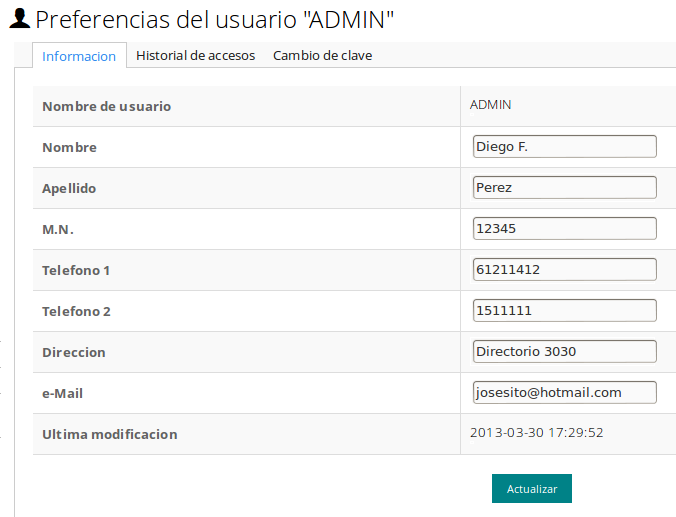 Preferencias del usuario "ADMIN"
Informacion Historial de accesos Cambio de clave
Nombre de usuario ADMIN
Nombre Diego F.
Apellido Perez
M.N. 12345
Telefono 1 61211412
Telefono 2 1511111
Direccion Directorio 3030
e-Mail josesito@hotmail.com
Ultima modificacion 2013-03-30 17:29:52
Actualizar